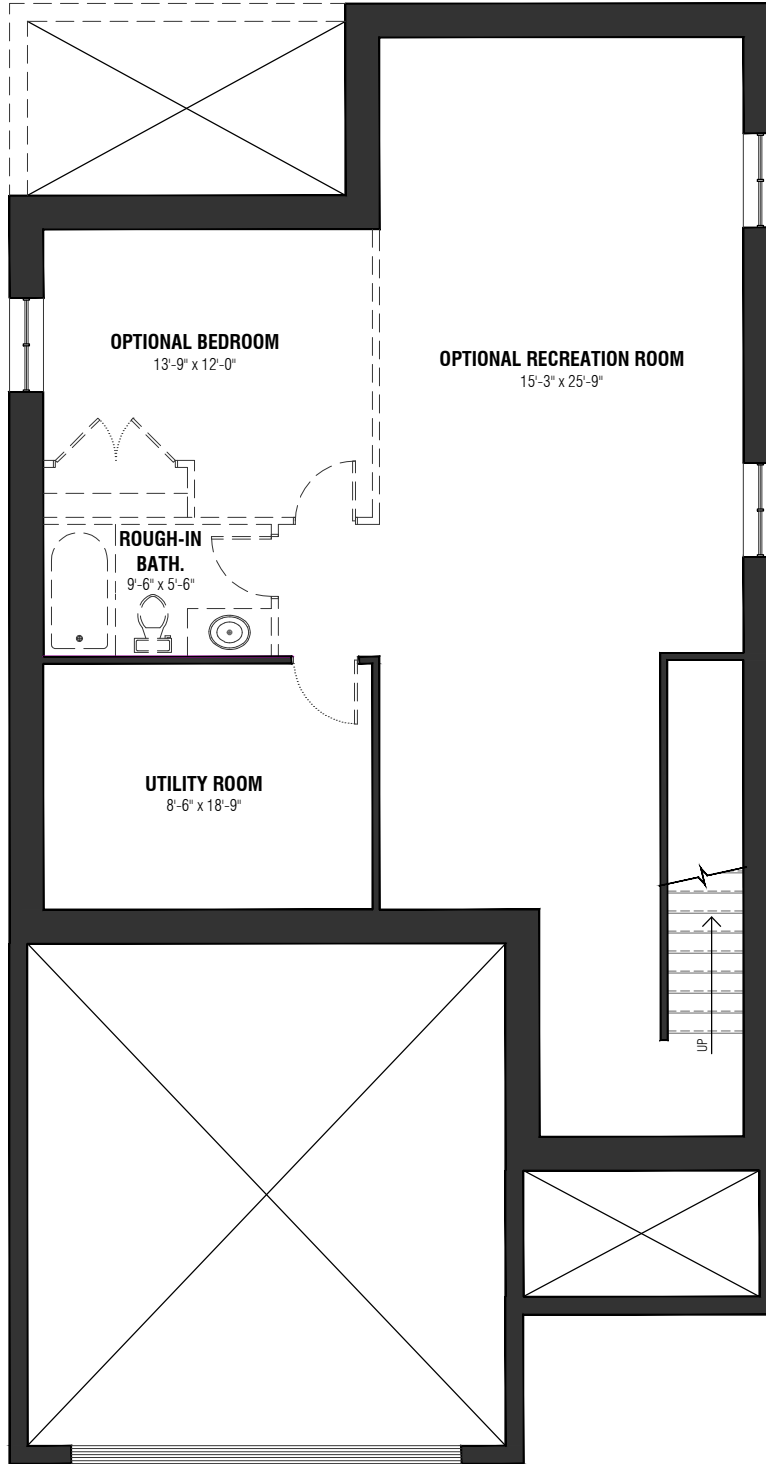 OPTIONAL BEDROOM
13'-9" x 12'-0"
OPTIONAL RECREATION ROOM
15'-3" x 25'-9"
ROUGH-IN
BATH.
9'-6" x 5'-6"
UTILITY ROOM
8'-6" x 18'-9"
UP